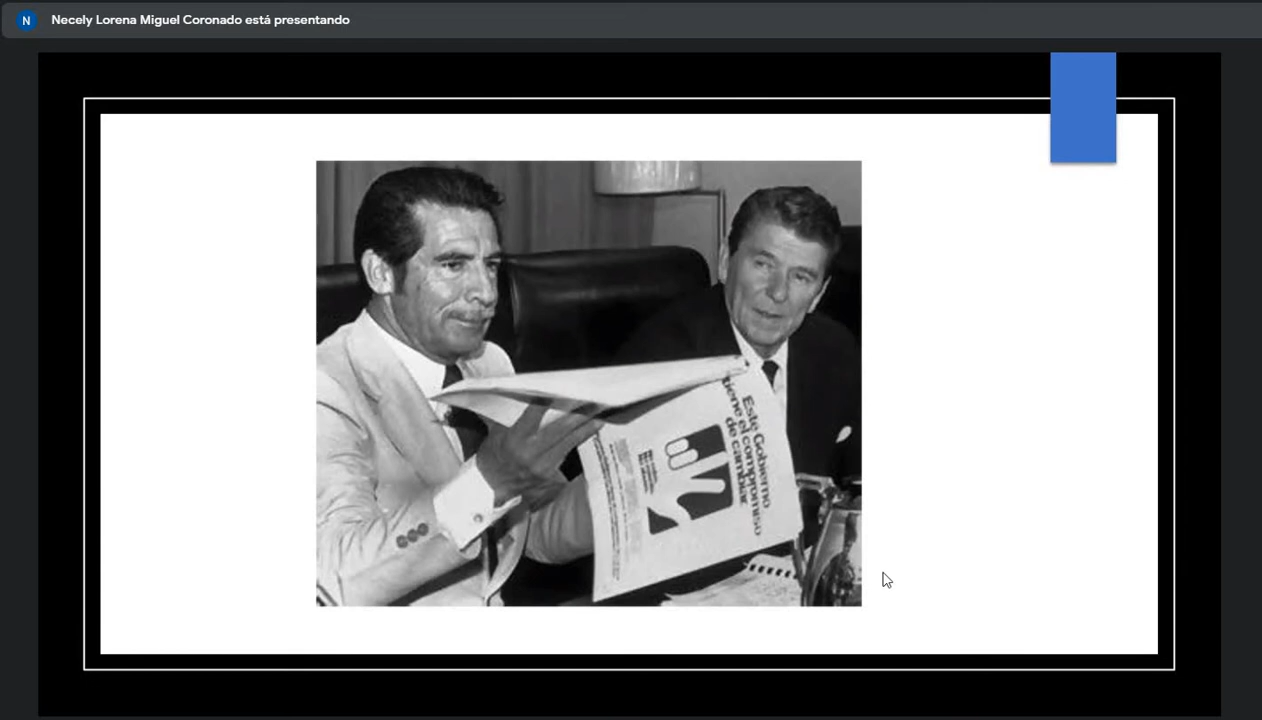 N Necely Lorena Miguel Coronado está presentando
Este Gobierno
tiene el compromiso
de cambiar.